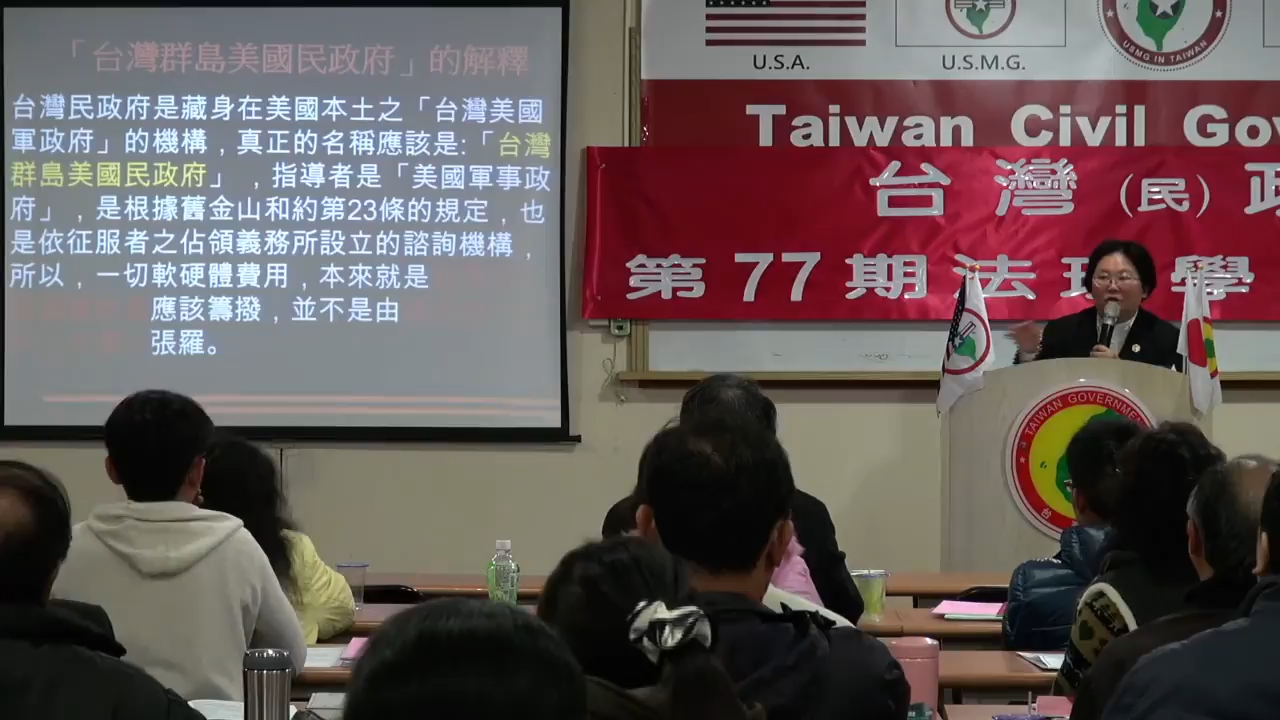 「台灣群島美國民政府」的解釋
台灣民政府是藏身在美國本土之「台灣美國
軍政府」的機構，真正的名稱應該是:「台灣
群島美國民政府」，指導者是「美國軍事政
府」，是根據舊金山和約第23條的規定，也
是依征服者之佔領義務所設立的諮詢機構，
所以，一切軟硬體費用，本來就是
應該籌撥，並不是由
張羅。
U.S.A.
U.S.M.G.
USMG IN TAIWAN
Taiwan Civil Gov
台灣（民）政
第77期法理學
TAIWAN GOVERNMENT
台